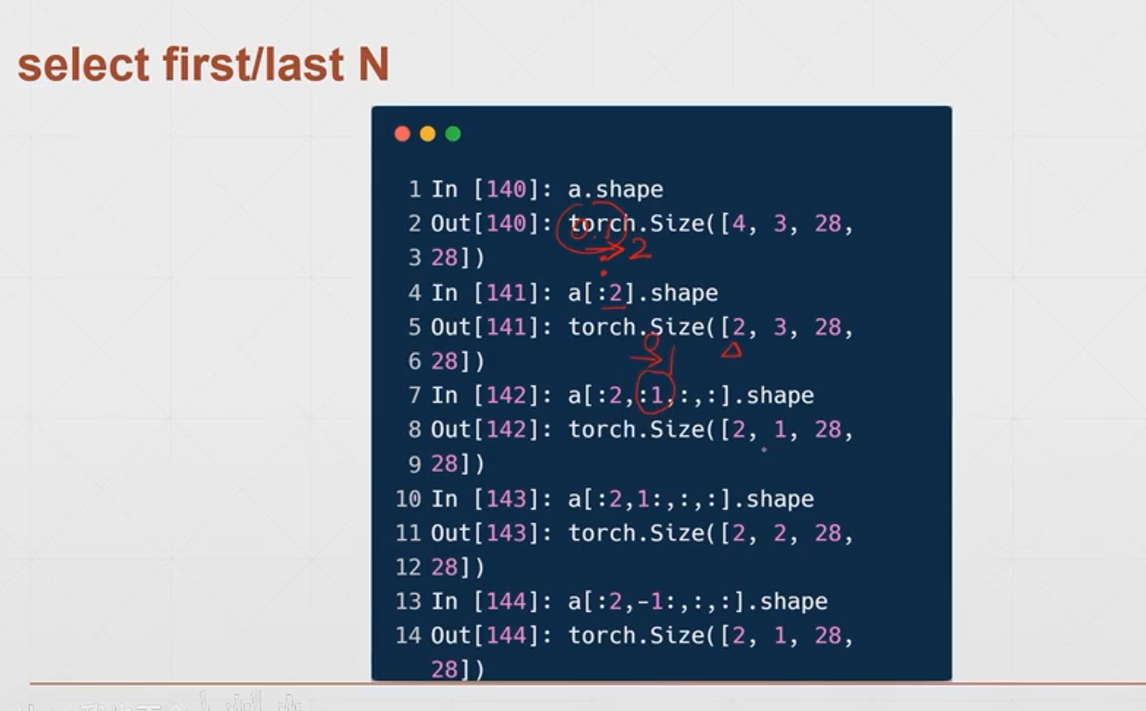 select first/last N
1 In [140]: a.shape
2 Out[140]: torch.Size([4, 3, 28,
3 28])
4 In [141]: a[:2].shape
5 Out[141]: torch.Size([2, 3, 28,
6 28])
7 In [142]: a[:2,:1,:,:].shape
8 Out[142]: torch.Size([2, 1, 28,
9 28])
10 In [143]: a[:2,1:,:,:].shape
11 Out[143]: torch.Size([2, 2, 28,
12 28])
13 In [144]: a[:2,-1:,:,:].shape
14 Out[144]: torch.Size([2, 1, 28,
28])
0.1
→2
0
→1